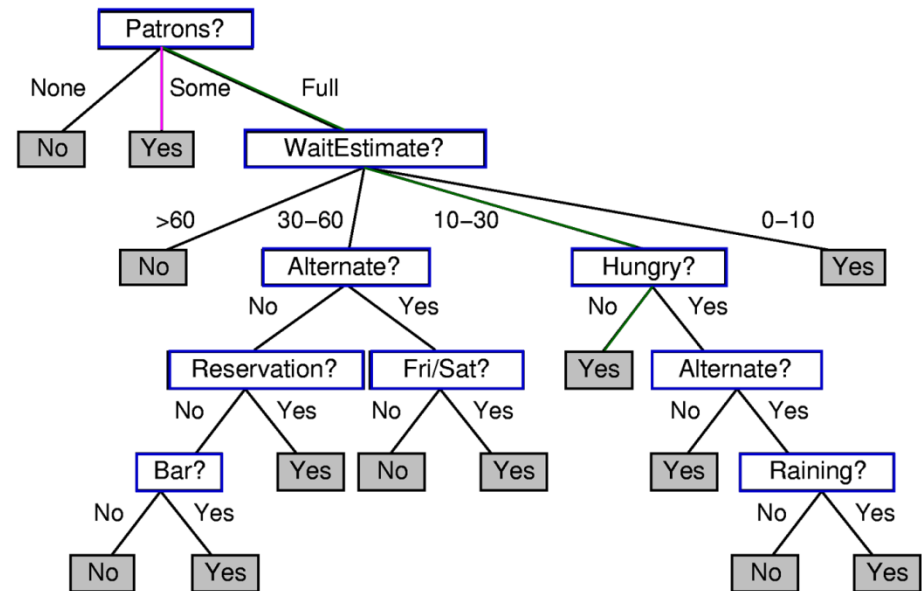 Patrons?
None Some Full
No Yes WaitEstimate?
>60 30–60 10–30 0–10
No Alternate? Hungry? Yes
No Yes No Yes
Reservation? Fri/Sat? Yes Alternate?
No Yes No Yes No Yes
Bar? Yes No Yes Yes Raining?
No Yes No Yes
No Yes No Yes